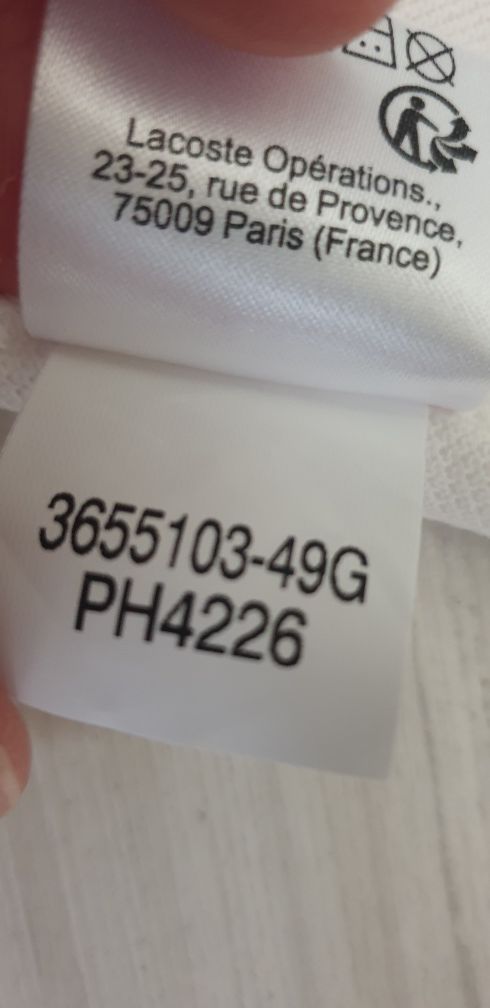 Lacoste Opérations.,
23-25, rue de Provence,
75009 Paris (France)
3655103-49G
PH4226